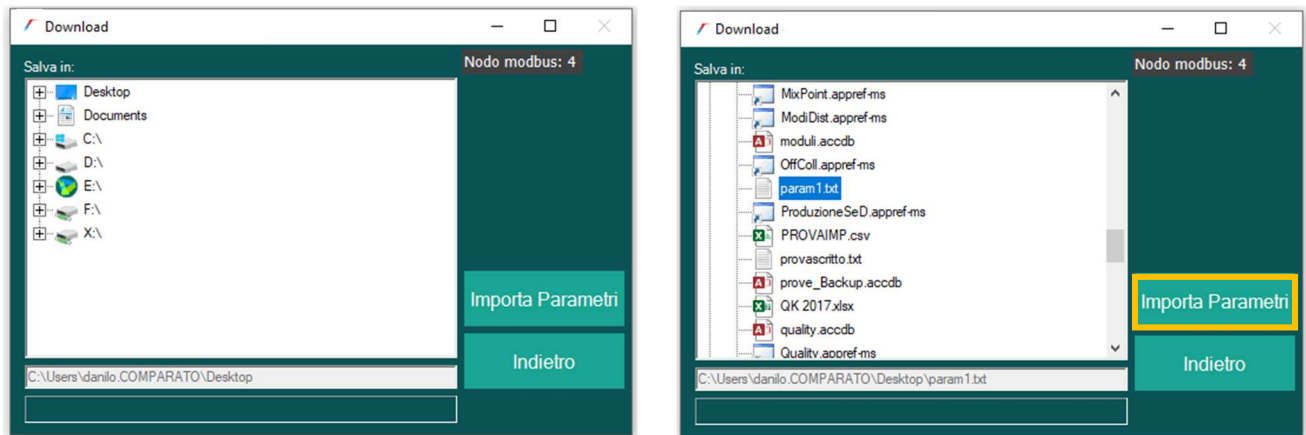 Download
Salva in:
Nodo modbus: 4
Desktop
Documents
C:\
D:\
E:\
F:\
X:\
Importa Parametri
Indietro
C:\Users\danilo.COMPARATO\Desktop
Download
Salva in:
Nodo modbus: 4
MixPoint.appref-ms
ModiDist.appref-ms
moduli.accdb
OffColl.appref-ms
param1.txt
ProduzioneSeD.appref-ms
PROVAIMP.csv
provascritto.txt
prove_Backup.accdb
QK 2017.xlsx
quality.accdb
Quality.appref-ms
Importa Parametri
Indietro
C:\Users\danilo.COMPARATO\Desktop\param1.txt